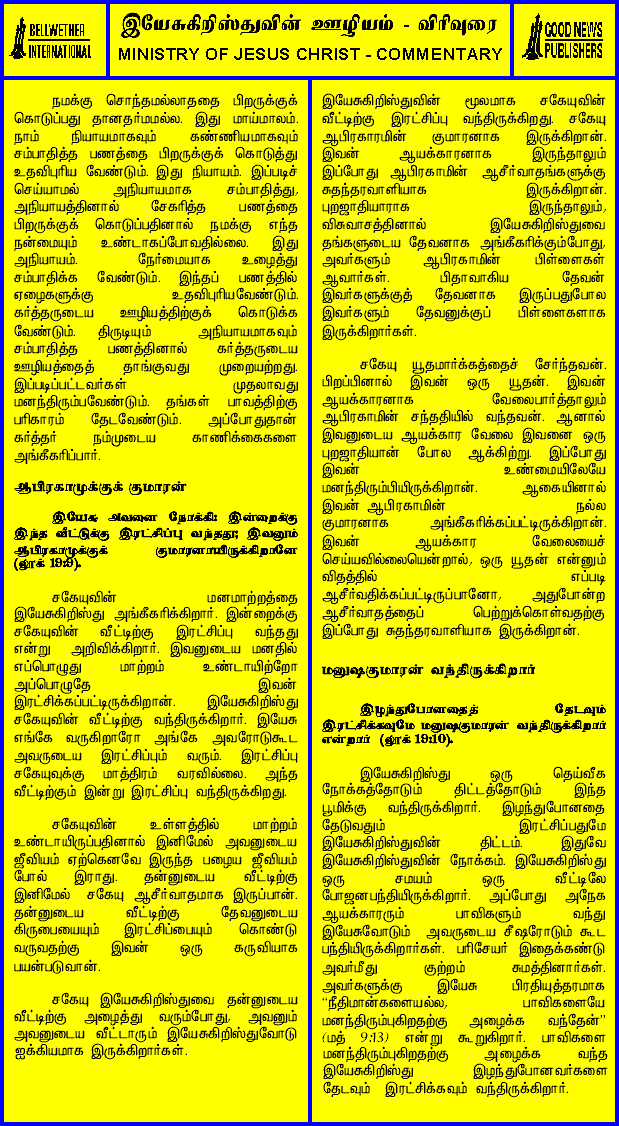 BELLWETHER
INTERNATIONAL
இயேசுகிறிஸ்துவின் ஊழியம் - விரிவுரை
MINISTRY OF JESUS CHRIST - COMMENTARY
GOOD NEWS
PUBLISHERS
நமக்கு சொந்தமல்லாததை பிறருக்குக்
கொடுப்பது தானதர்மமல்ல. இது மாய்மாலம்.
நாம் நியாயமாகவும் கண்ணியமாகவும்
சம்பாதித்த பணத்தை பிறருக்குக் கொடுத்து
உதவிபுரிய வேண்டும். இது நியாயம். இப்படிச்
செய்யாமல் அநியாயமாக சம்பாதித்து,
அநியாயத்தினால் சேகரித்த பணத்தை
பிறருக்குக் கொடுப்பதினால் நமக்கு எந்த
நன்மையும் உண்டாகப்போவதில்லை. இது
அநியாயம். நேர்மையாக உழைத்து
சம்பாதிக்க வேண்டும். இந்தப் பணத்தில்
ஏழைகளுக்கு உதவிபுரியவேண்டும்.
கர்த்தருடைய ஊழியத்திற்குக் கொடுக்க
வேண்டும். திருடியும் அநியாயமாகவும்
சம்பாதித்த பணத்தினால் கர்த்தருடைய
ஊழியத்தைத் தாங்குவது முறையற்றது.
இப்படிப்பட்டவர்கள் முதலாவது
மனந்திரும்பவேண்டும். தங்கள் பாவத்திற்கு
பரிகாரம் தேடவேண்டும். அப்போதுதான்
கர்த்தர் நம்முடைய காணிக்கைகளை
அங்கீகரிப்பார்.
ஆபிரகாமுக்குக் குமாரன்
இயேசு அவனை நோக்கி: இன்றைக்கு
இந்த வீட்டுக்கு இரட்சிப்பு வந்தது; இவனும்
ஆபிரகாமுக்குக் குமாரனாயிருக்கிறானே
(லூக் 19:9).
சகேயுவின் மனமாற்றத்தை
இயேசுகிறிஸ்து அங்கீகரிக்கிறார். இன்றைக்கு
சகேயுவின் வீட்டிற்கு இரட்சிப்பு வந்தது
என்று அறிவிக்கிறார். இவனுடைய மனதில்
எப்பொழுது மாற்றம் உண்டாயிற்றோ
அப்பொழுதே இவன்
இரட்சிக்கப்பட்டிருக்கிறான். இயேசுகிறிஸ்து
சகேயுவின் வீட்டிற்கு வந்திருக்கிறார். இயேசு
எங்கே வருகிறாரோ அங்கே அவரோடுகூட
அவருடைய இரட்சிப்பும் வரும். இரட்சிப்பு
சகேயுவுக்கு மாத்திரம் வரவில்லை. அந்த
வீட்டிற்கும் இன்று இரட்சிப்பு வந்திருக்கிறது.
சகேயுவின் உள்ளத்தில் மாற்றம்
உண்டாயிருப்பதினால் இனிமேல் அவனுடைய
ஜீவியம் ஏற்கெனவே இருந்த பழைய ஜீவியம்
போல் இராது. தன்னுடைய வீட்டிற்கு
இனிமேல் சகேயு ஆசீர்வாதமாக இருப்பான்.
தன்னுடைய வீட்டிற்கு தேவனுடைய
கிருபையையும் இரட்சிப்பையும் கொண்டு
வருவதற்கு இவன் ஒரு கருவியாக
பயன்படுவான்.
சகேயு இயேசுகிறிஸ்துவை தன்னுடைய
வீட்டிற்கு அழைத்து வரும்போது, அவனும்
அவனுடைய வீட்டாரும் இயேசுகிறிஸ்துவோடு
ஐக்கியமாக இருக்கிறார்கள்.
இயேசுகிறிஸ்துவின் மூலமாக சகேயுவின்
வீட்டிற்கு இரட்சிப்பு வந்திருக்கிறது. சகேயு
ஆபிரகாமின் குமாரனாக இருக்கிறான்.
இவன் ஆயக்காரனாக இருந்தாலும்
இப்போது ஆபிரகாமின் ஆசீர்வாதங்களுக்கு
சுதந்தரவாளியாக இருக்கிறான்.
புறஜாதியாராக இருந்தாலும்,
விசுவாசத்தினால் இயேசுகிறிஸ்துவை
தங்களுடைய தேவனாக அங்கீகரிக்கும்போது,
அவர்களும் ஆபிரகாமின் பிள்ளைகள்
ஆவார்கள். பிதாவாகிய தேவன்
இவர்களுக்குத் தேவனாக இருப்பதுபோல
இவர்களும் தேவனுக்குப் பிள்ளைகளாக
இருக்கிறார்கள்.
சகேயு யூதமார்க்கத்தைச் சேர்ந்தவன்.
பிறப்பினால் இவன் ஒரு யூதன். இவன்
ஆயக்காரனாக வேலைபார்த்தாலும்
ஆபிரகாமின் சந்ததியில் வந்தவன். ஆனால்
இவனுடைய ஆயக்கார வேலை இவனை ஒரு
புறஜாதியான் போல ஆக்கிற்று. இப்போது
இவன் உண்மையிலேயே
மனந்திரும்பியிருக்கிறான். ஆகையினால்
இவன் ஆபிரகாமின் நல்ல
குமாரனாக அங்கீகரிக்கப்பட்டிருக்கிறான்.
இவன் ஆயக்கார வேலையைச்
செய்யவில்லையென்றால், ஒரு யூதன் என்னும்
விதத்தில் எப்படி
ஆசீர்வதிக்கப்பட்டிருப்பானோ, அதுபோன்ற
ஆசீர்வாதத்தைப் பெற்றுக்கொள்வதற்கு
இப்போது சுதந்தரவாளியாக இருக்கிறான்.
மனுஷகுமாரன் வந்திருக்கிறார்
இழந்துபோனதைத் தேடவும்
இரட்சிக்கவுமே மனுஷகுமாரன் வந்திருக்கிறார்
என்றார் (லூக் 19:10).
இயேசுகிறிஸ்து ஒரு தெய்வீக
நோக்கத்தோடும் திட்டத்தோடும் இந்த
பூமிக்கு வந்திருக்கிறார். இழந்துபோனதை
தேடுவதும் இரட்சிப்பதுமே
இயேசுகிறிஸ்துவின் திட்டம். இதுவே
இயேசுகிறிஸ்துவின் நோக்கம். இயேசுகிறிஸ்து
ஒரு சமயம் ஒரு வீட்டிலே
போஜனபந்தியிருக்கிறார். அப்போது அநேக
ஆயக்காரரும் பாவிகளும் வந்து
இயேசுவோடும் அவருடைய சீஷரோடும் கூட
பந்தியிருக்கிறார்கள். பரிசேயர் இதைக்கண்டு
அவர்மீது குற்றம் சுமத்தினார்கள்.
அவர்களுக்கு இயேசு பிரதியுத்தரமாக
“நீதிமான்களையல்ல, பாவிகளையே
மனந்திரும்புகிறதற்கு அழைக்க வந்தேன்”
(மத் 9:13) என்று கூறுகிறார். பாவிகளை
மனந்திரும்புகிறதற்கு அழைக்க வந்த
இயேசுகிறிஸ்து இழந்துபோனவர்களை
தேடவும் இரட்சிக்கவும் வந்திருக்கிறார்.